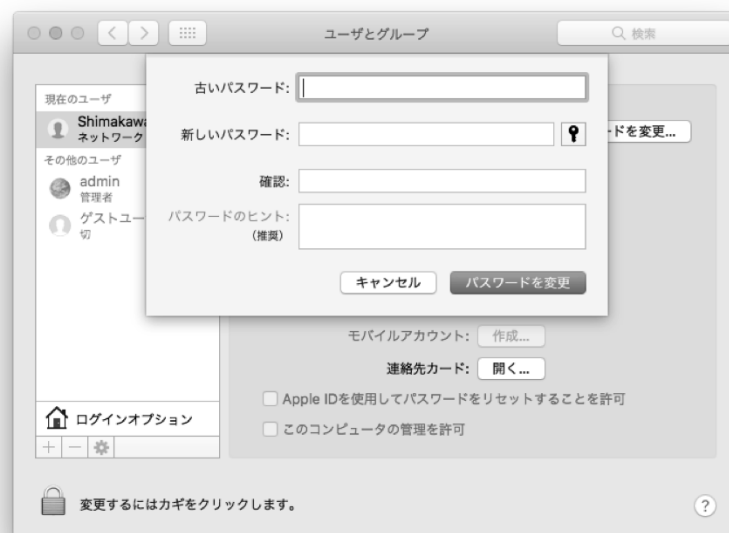 ユーザとグループ
検索
現在のユーザ
Shimakawa
ネットワーク
その他のユーザ
admin
管理者
ゲストユー
切
ログインオプション
古いパスワード:
新しいパスワード:
確認:
パスワードのヒント:
(推奨)
キャンセル
パスワードを変更
ードを変更...
モバイルアカウント:
作成...
連絡先カード:
開く...
Apple IDを使用してパスワードをリセットすることを許可
このコンピュータの管理を許可
変更するにはカギをクリックします。
?